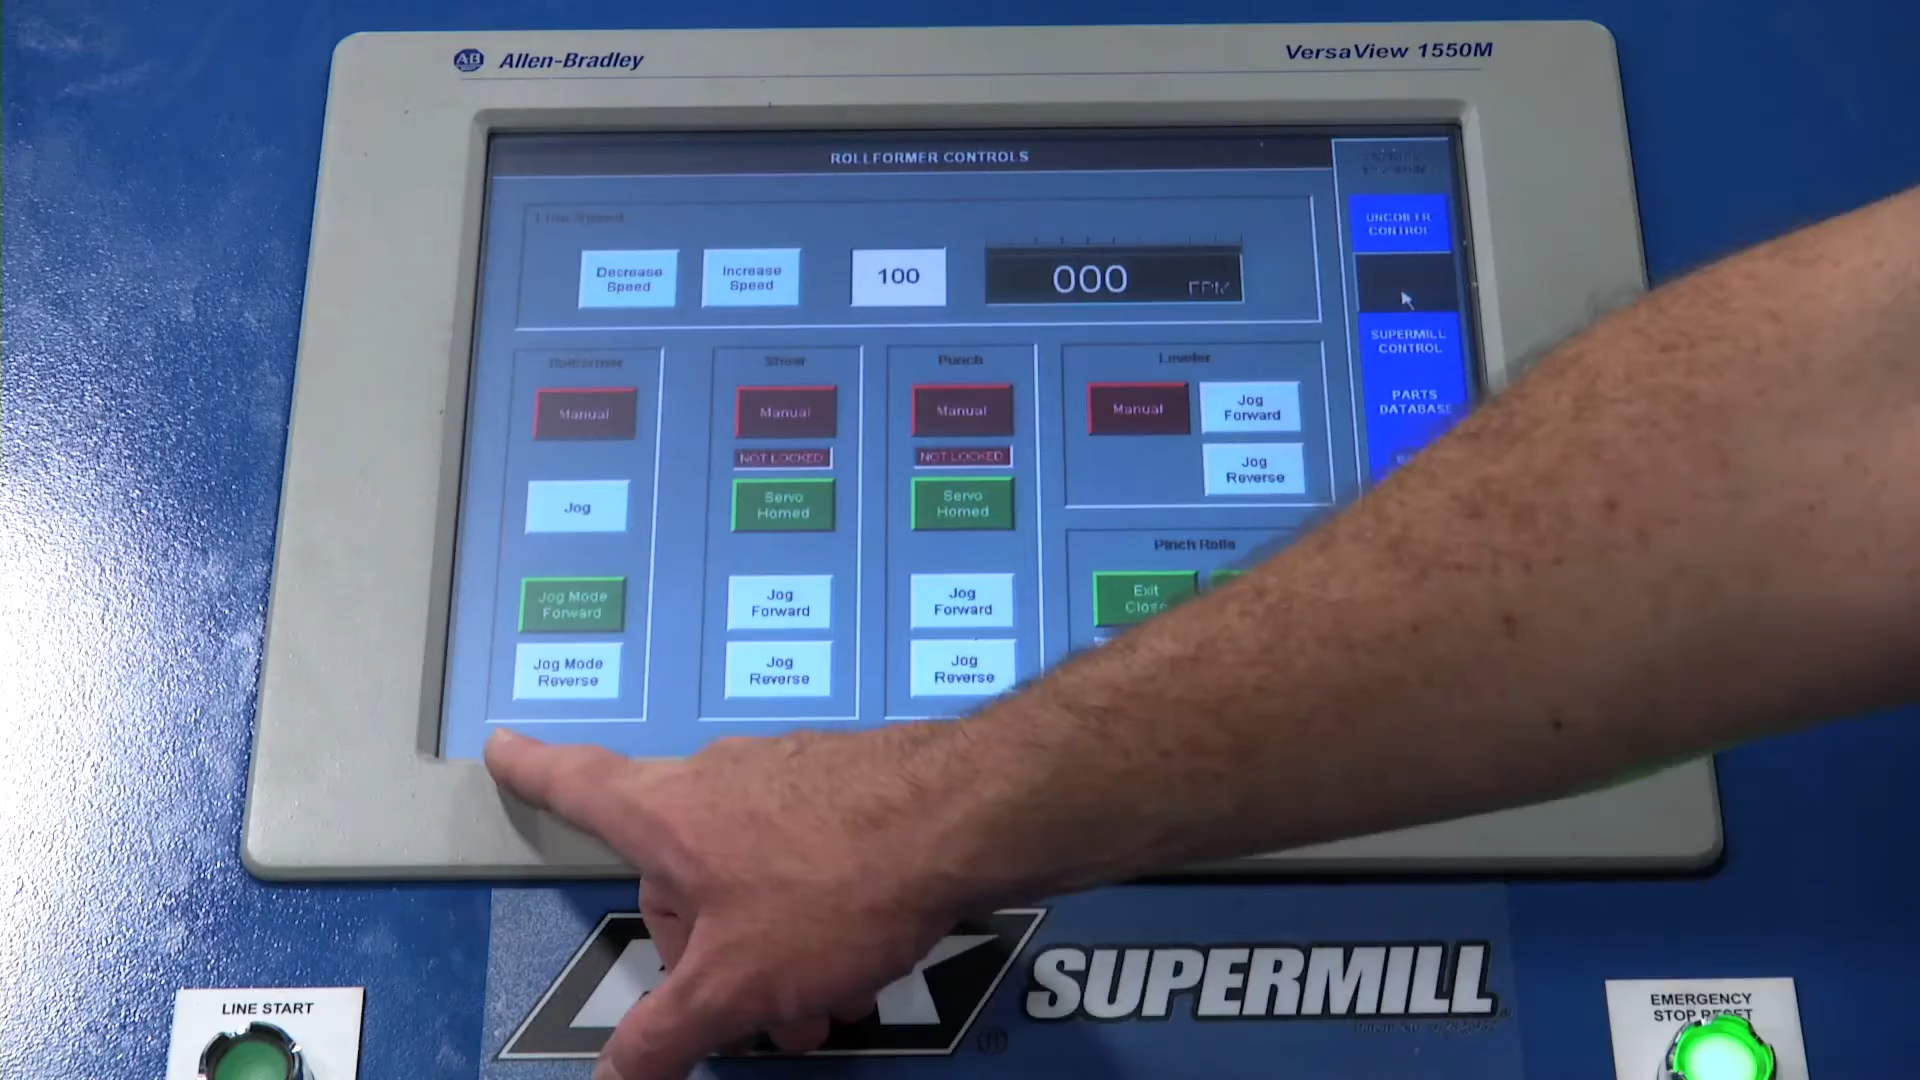 Allen-Bradley
VersaView 1550M
ROLLFORMER CONTROLS
Line Speed
Decrease
Speed
Increase
Speed
100
000
FPM
Rollformer
Manual
Jog
Jog Mode
Forward
Jog Mode
Reverse
Shear
Manual
NOT LOCKED
Servo
Homed
Jog
Forward
Jog
Reverse
Punch
Manual
NOT LOCKED
Servo
Homed
Jog
Forward
Jog
Reverse
Leveler
Manual
Jog
Forward
Jog
Reverse
Pinch Rolls
Exit
Close
CONTROL
SUPERMILL
CONTROL
PARTS
DATABASE
SUPERMILL
LINE START
EMERGENCY
STOP RESET